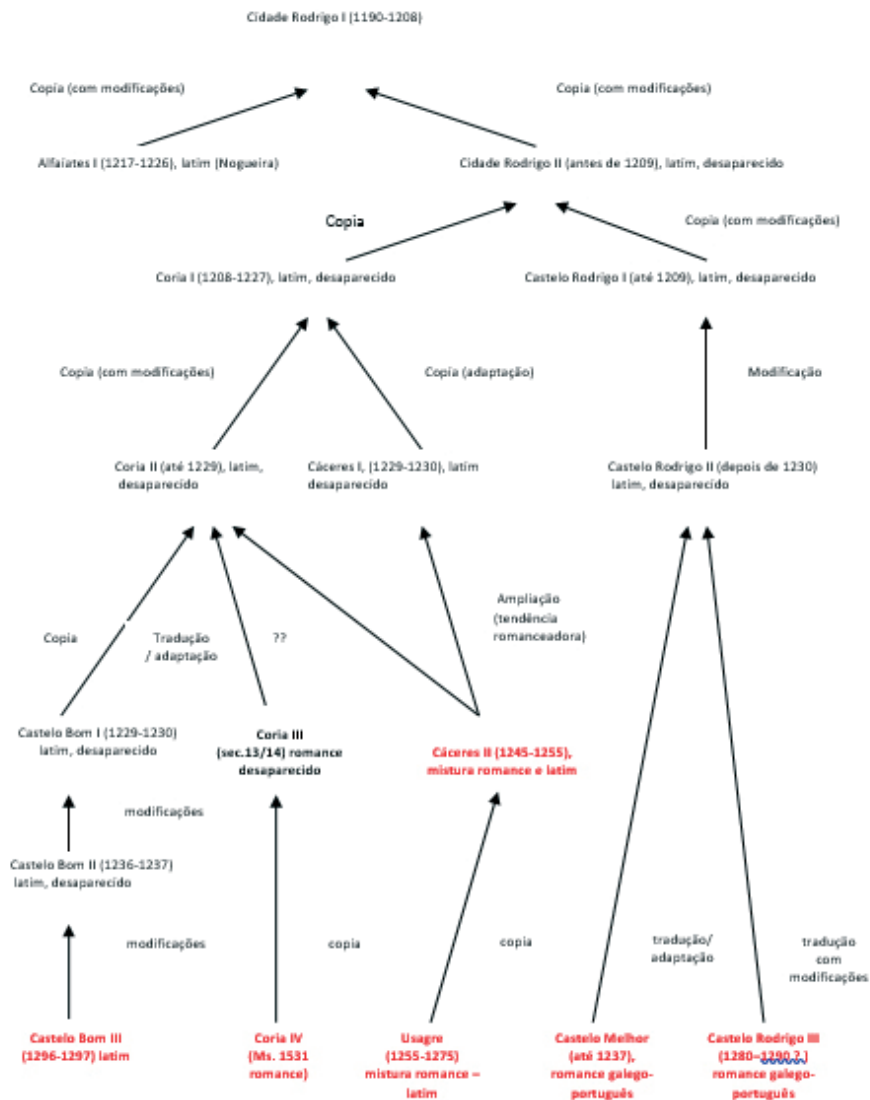 Cidade Rodrigo I (1190-1208)
Copia (com modificações)
Copia (com modificações)
Alfaiates I (1217-1226), latim (Nogueira)
Cidade Rodrigo II (antes de 1209), latim, desaparecido
Copia
Copia (com modificações)
Coria I (1208-1227), latim, desaparecido
Castelo Rodrigo I (até 1209), latim, desaparecido
Copia (com modificações)
Copia (adaptação)
Modificação
Coria II (até 1229), latim,
desaparecido
Cáceres I, (1229-1230), latim
desaparecido
Castelo Rodrigo II (depois de 1230)
latim, desaparecido
Copia
Tradução
/ adaptação
??
Ampliação
(tendência
romanceadora)
Castelo Bom I (1229-1230)
latim, desaparecido
Coria III
(sec.13/14) romance
desaparecido
Cáceres II (1245-1255),
mistura romance e latim
modificações
Castelo Bom II (1236-1237)
latim, desaparecido
modificações
copia
copia
tradução/
adaptação
tradução
com
modificações
Castelo Bom III
(1296-1297) latim
Coria IV
(Ms. 1531
romance)
Usagre
(1255-1275)
mistura romance –
latim
Castelo Melhor
(até 1237),
romance galego-
português
Castelo Rodrigo III
(1280–1290 ? )
romance galego-
português